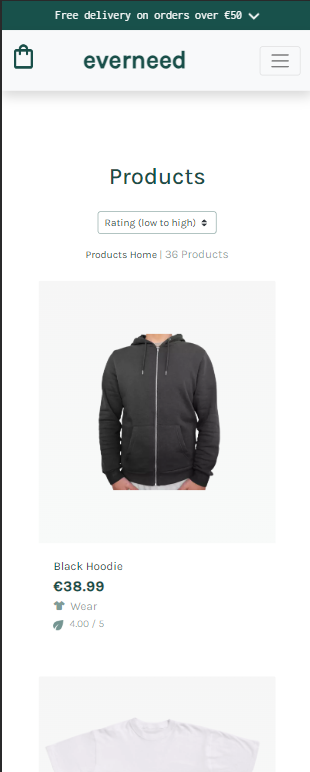 Free delivery on orders over €50
everneed
Products
Rating (low to high)
Products Home | 36 Products
Black Hoodie
€38.99
Wear
4.00 / 5